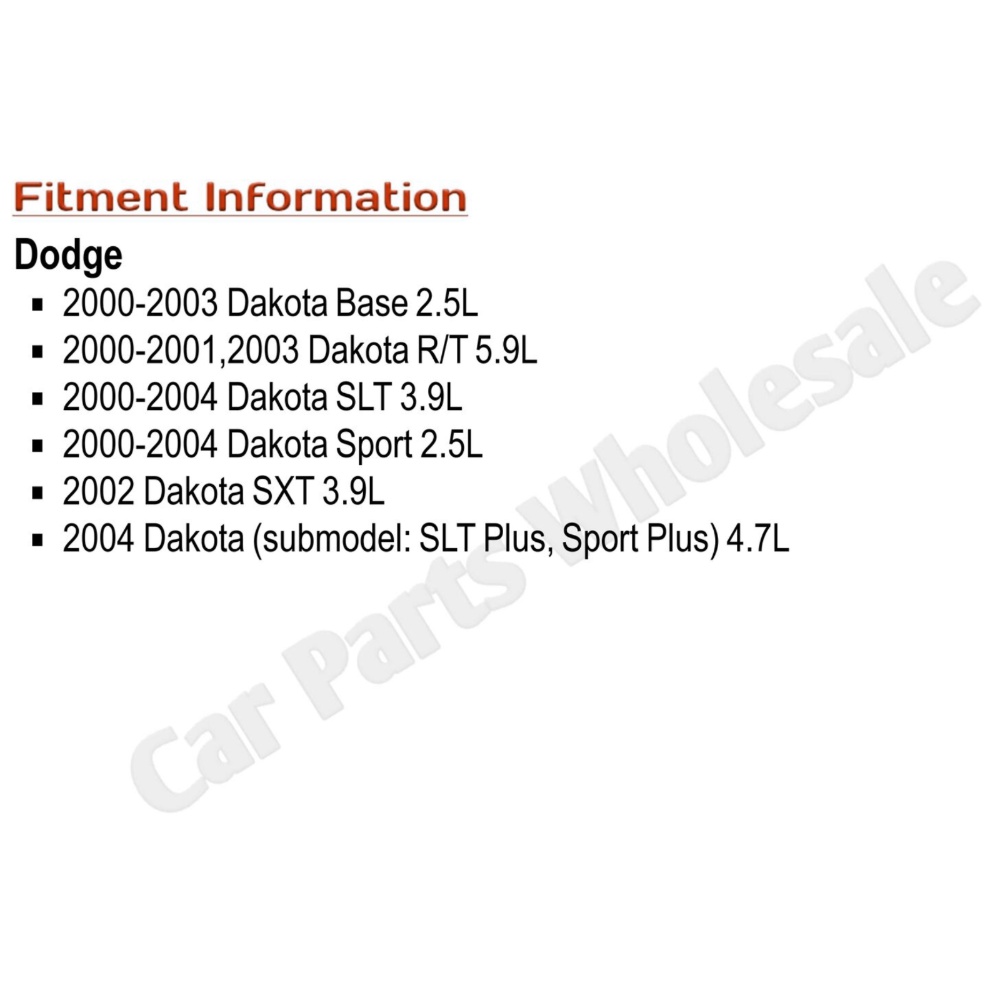 Fitment Information
Dodge
▪ 2000-2003 Dakota Base 2.5L
▪ 2000-2001,2003 Dakota R/T 5.9L
▪ 2000-2004 Dakota SLT 3.9L
▪ 2000-2004 Dakota Sport 2.5L
▪ 2002 Dakota SXT 3.9L
▪ 2004 Dakota (submodel: SLT Plus, Sport Plus) 4.7L
Car Parts Wholesale